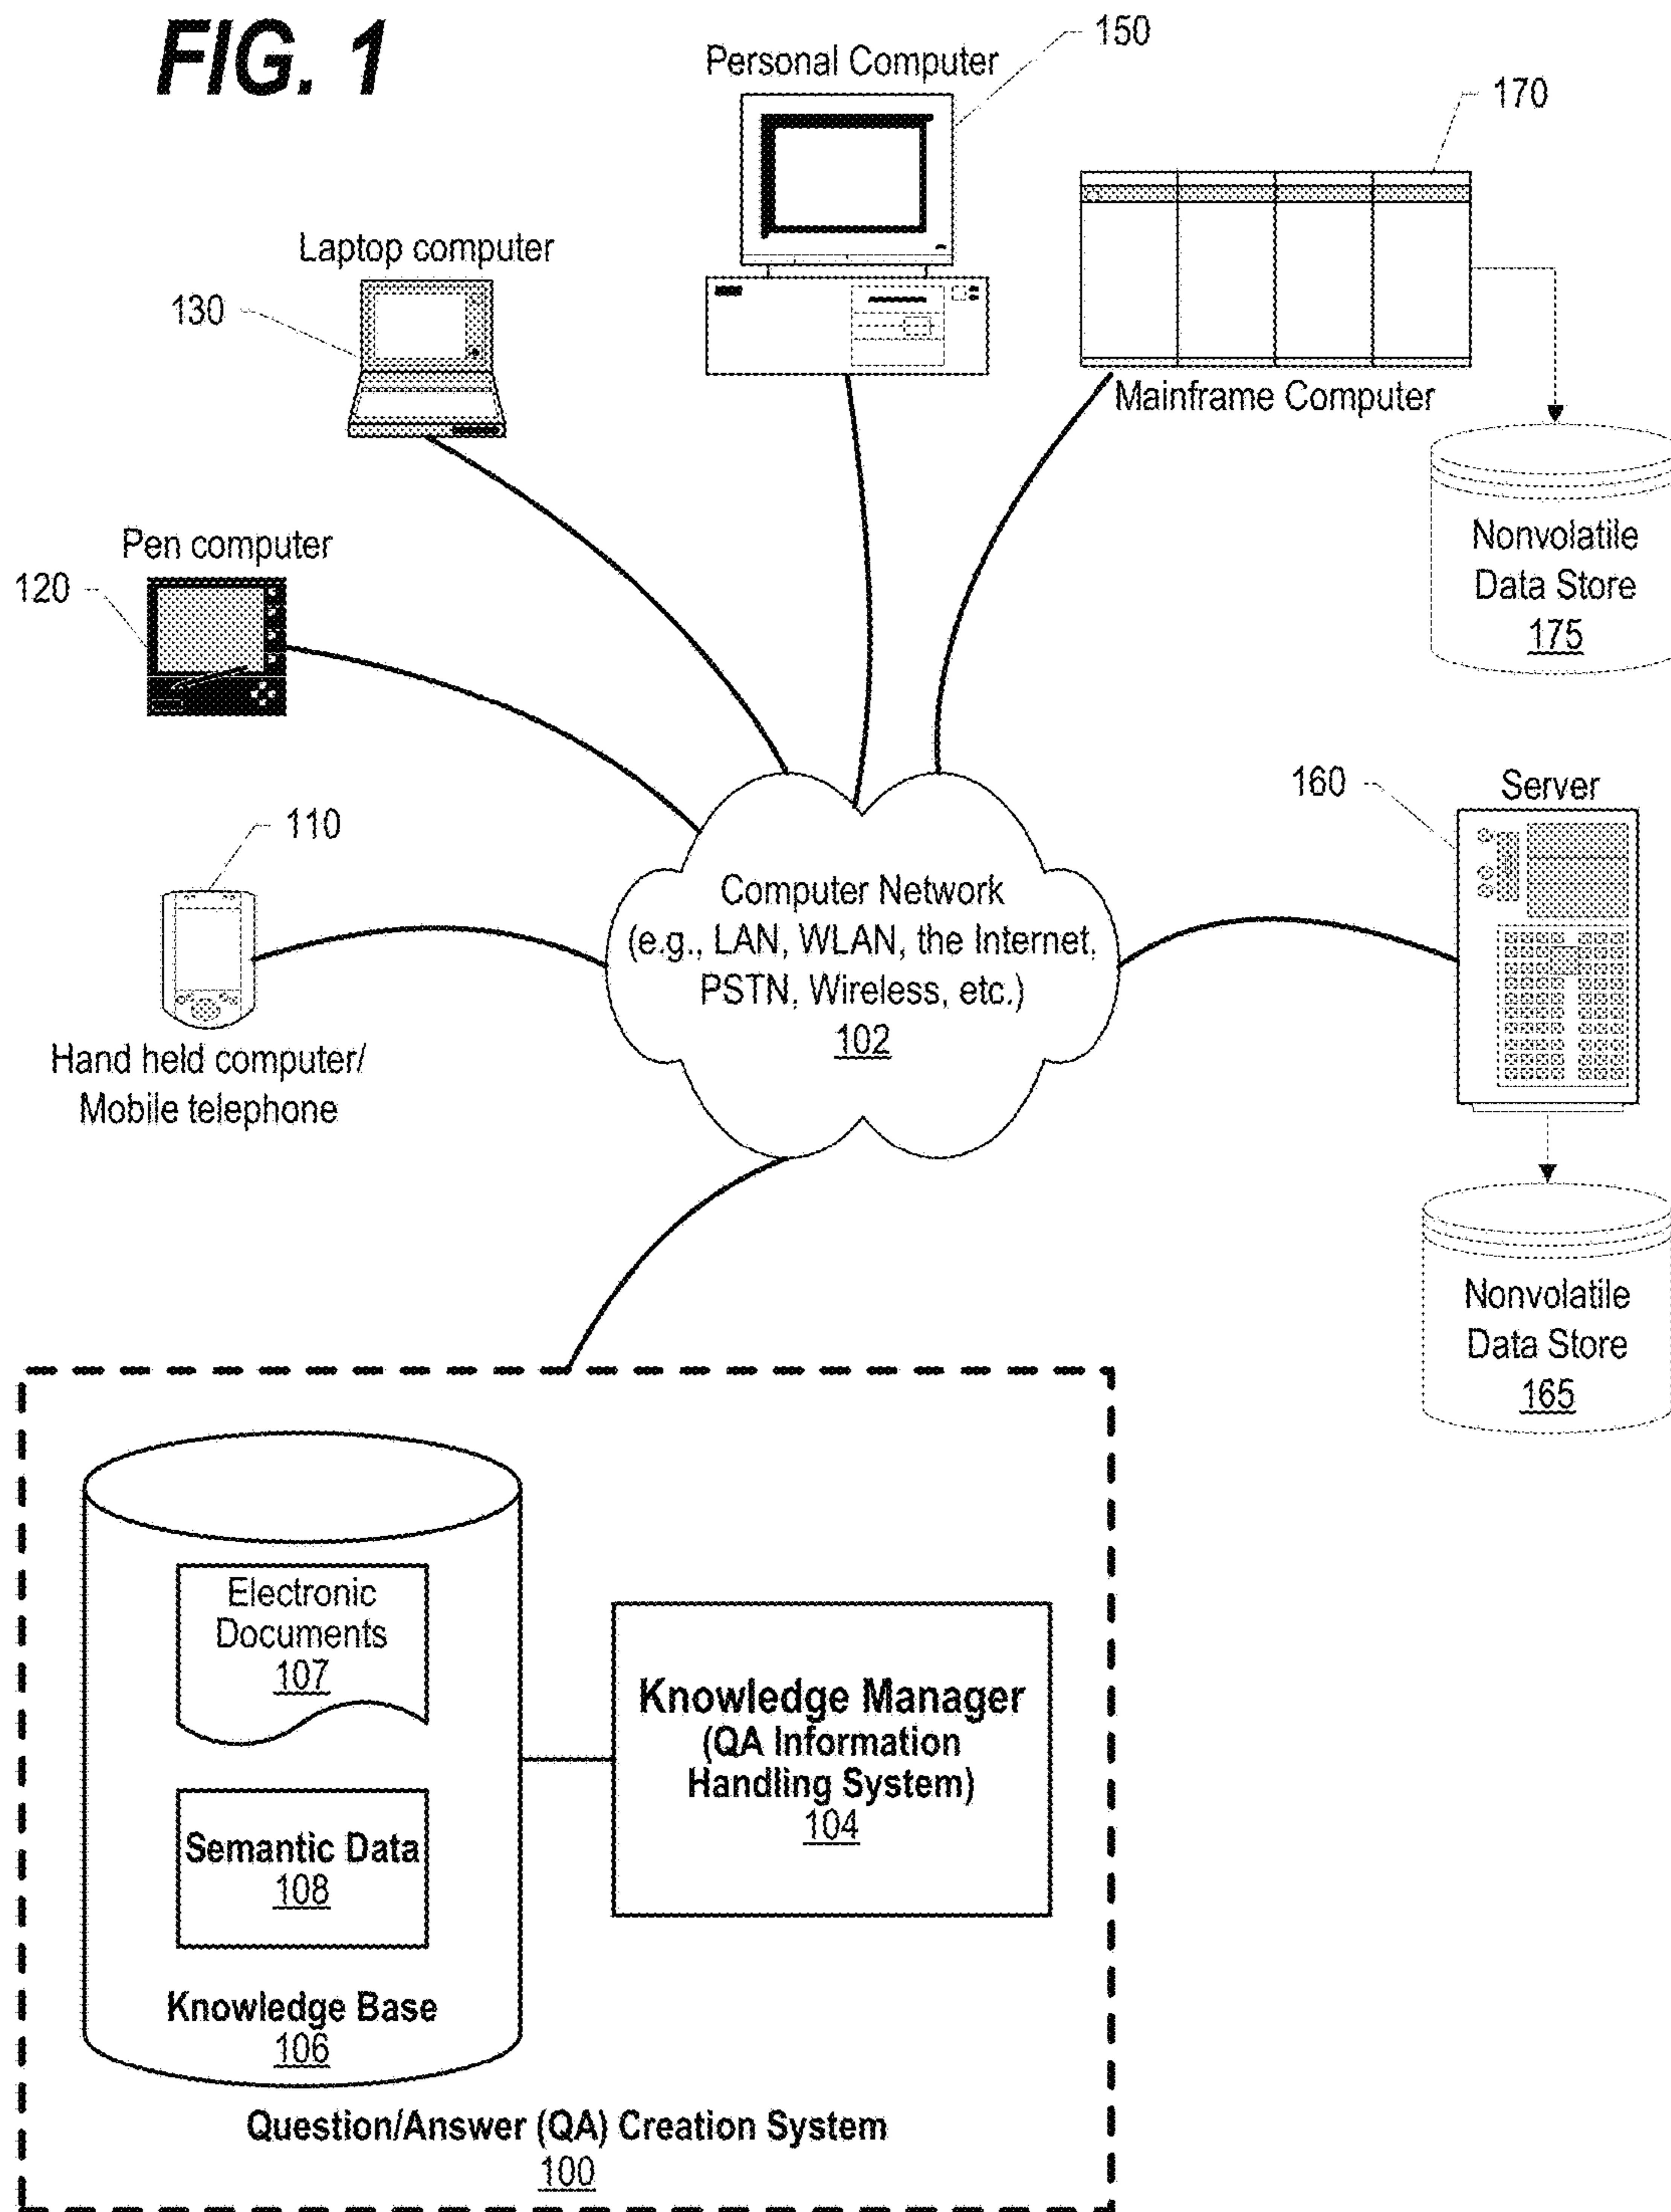 FIG. 1
Personal Computer
150
170
Laptop computer
130
Mainframe Computer
Nonvolatile
Data Store
175
Pen computer
120
110
Hand held computer/
Mobile telephone
Computer Network
(e.g., LAN, WLAN, the Internet,
PSTN, Wireless, etc.)
102
160
Server
Nonvolatile
Data Store
165
Electronic
Documents
107
Semantic Data
108
Knowledge Base
106
Knowledge Manager
(QA Information
Handling System)
104
Question/Answer (QA) Creation System
100